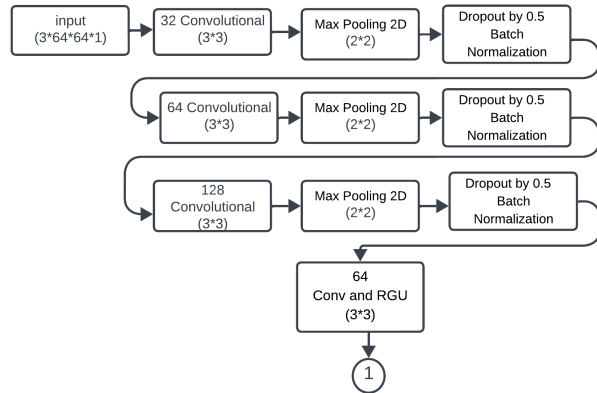 input
(3*64*64*1)
32 Convolutional
(3*3)
Max Pooling 2D
(2*2)
Dropout by 0.5
Batch
Normalization
64 Convolutional
(3*3)
Max Pooling 2D
(2*2)
Dropout by 0.5
Batch
Normalization
128
Convolutional
(3*3)
Max Pooling 2D
(2*2)
Dropout by 0.5
Batch
Normalization
64
Conv and RGU
(3*3)
1